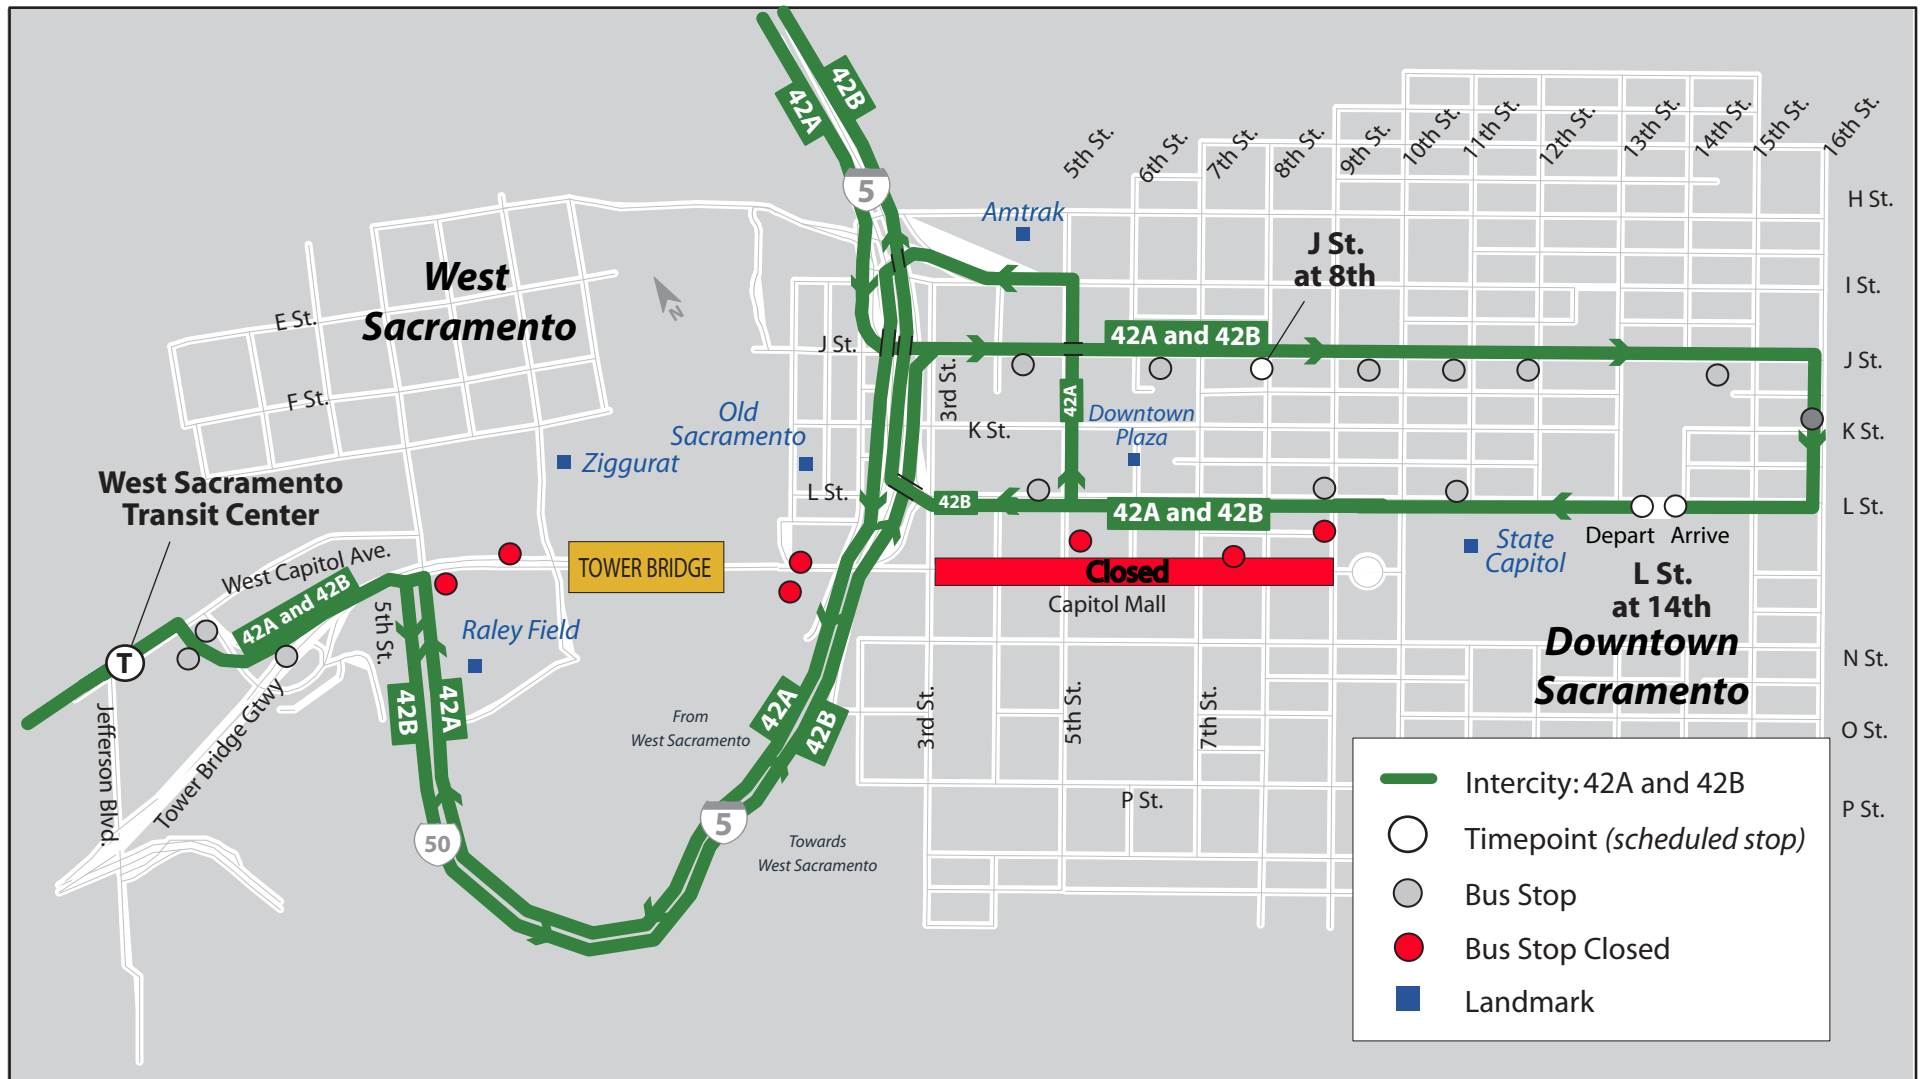 42B
42A
5
5th St.
6th St.
7th St.
8th St.
9th St.
10th St.
11th St.
12th St.
13th St.
14th St.
15th St.
16th St.
H St.
I St.
J St.
K St.
L St.
N St.
O St.
P St.
Amtrak
J St.
at 8th
West
Sacramento
N
E St.
F St.
J St.
42A and 42B
3rd St.
42A
Downtown
Plaza
K St.
Old
Sacramento
Ziggurat
L St.
42B
42A and 42B
West Sacramento
Transit Center
West Capitol Ave.
42A and 42B
T
TOWER BRIDGE
Closed
Capitol Mall
State
Capitol
Depart
Arrive
L St.
at 14th
Downtown
Sacramento
5th St.
Raley Field
42B
42A
Jefferson Blvd.
Tower Bridge Gtwy
From
West Sacramento
42A
42B
3rd St.
5th St.
7th St.
P St.
50
5
Towards
West Sacramento
Intercity: 42A and 42B
Timepoint (scheduled stop)
Bus Stop
Bus Stop Closed
Landmark